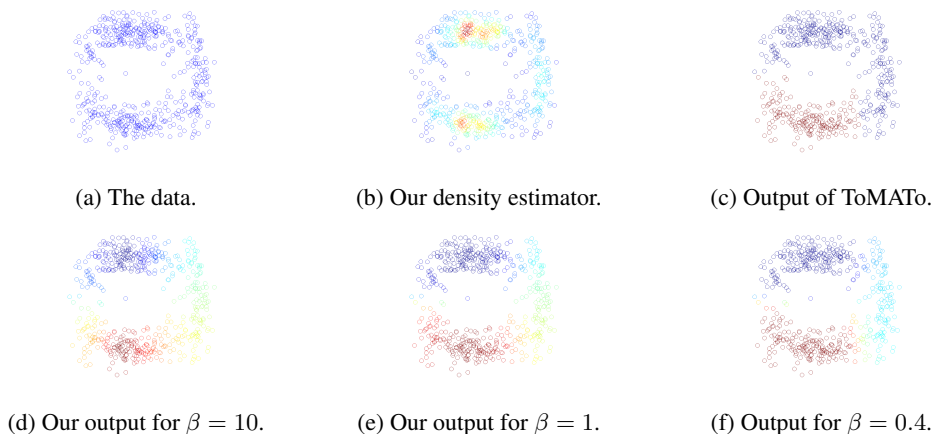 (a) The data.
(b) Our density estimator.
(c) Output of ToMATo.
(d) Our output for β = 10.
(e) Our output for β = 1.
(f) Output for β = 0.4.